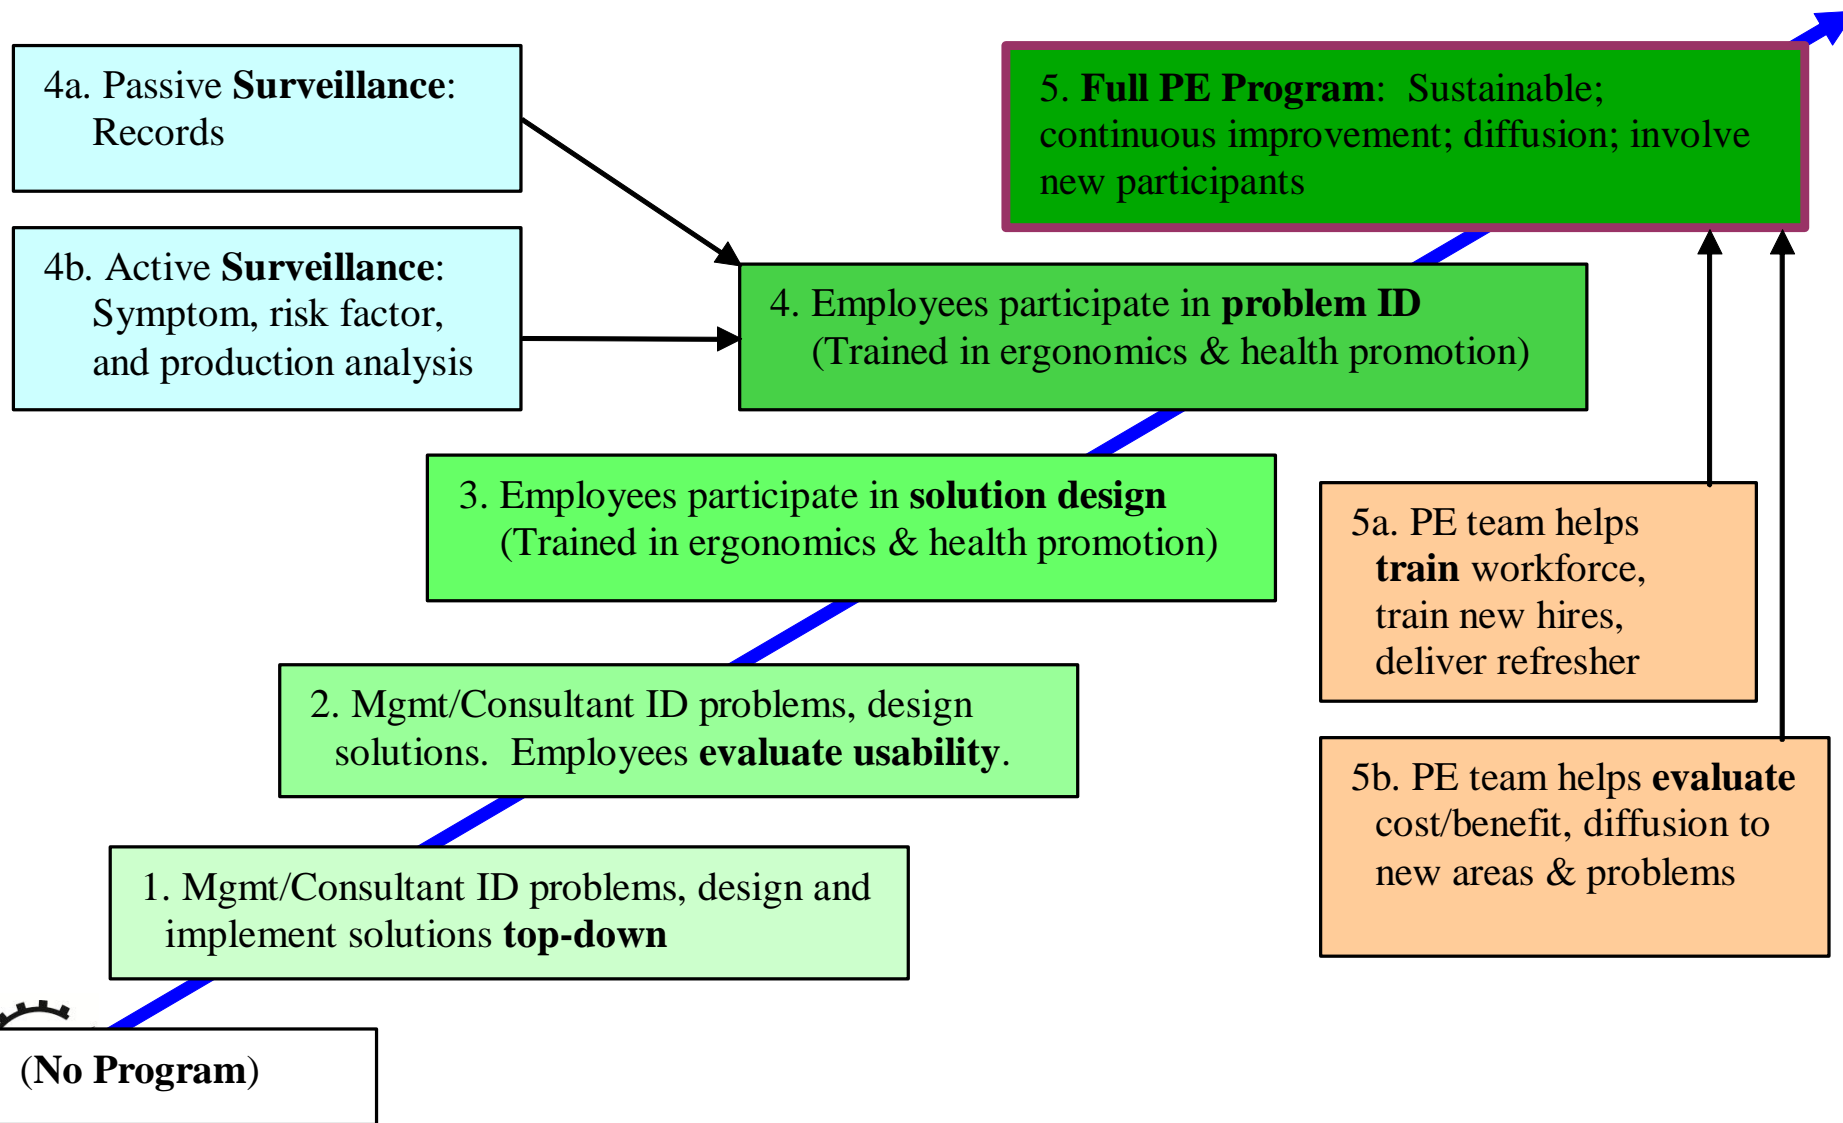 4a. Passive Surveillance:
Records
4b. Active Surveillance:
Symptom, risk factor,
and production analysis
5. Full PE Program: Sustainable;
continuous improvement; diffusion; involve
new participants
4. Employees participate in problem ID
(Trained in ergonomics & health promotion)
3. Employees participate in solution design
(Trained in ergonomics & health promotion)
5a. PE team helps
train workforce,
train new hires,
deliver refresher
2. Mgmt/Consultant ID problems, design
solutions. Employees evaluate usability.
5b. PE team helps evaluate
cost/benefit, diffusion to
new areas & problems
1. Mgmt/Consultant ID problems, design and
implement solutions top-down
(No Program)